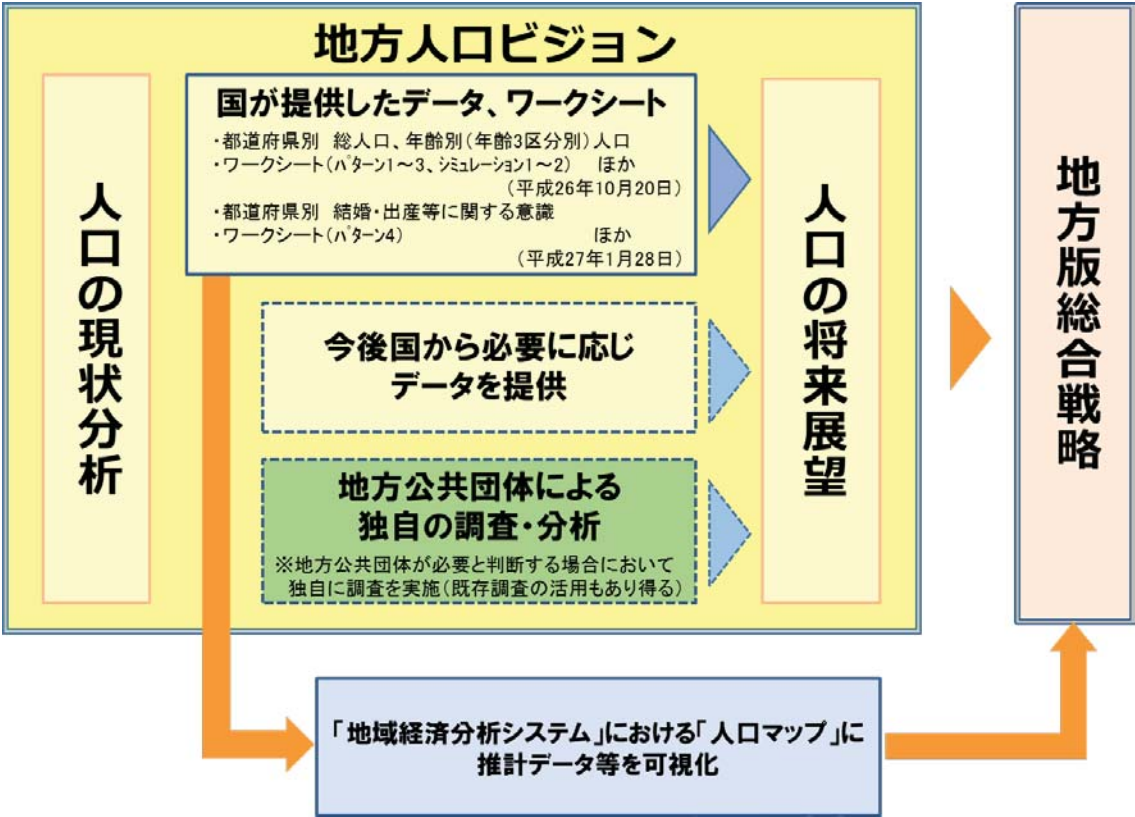 地方人口ビジョン
人口の現状分析
国が提供したデータ、ワークシート
・都道府県別 総人口、年齢別(年齢3区分別)人口
・ワークシート(パターン1～3、シミュレーション1～2) ほか
(平成26年10月20日)
・都道府県別 結婚・出産等に関する意識
・ワークシート(パターン4) ほか
(平成27年1月28日)
今後国から必要に応じ
データを提供
地方公共団体による
独自の調査・分析
※地方公共団体が必要と判断する場合において
独自に調査を実施(既存調査の活用もあり得る)
人口の将来展望
地方版総合戦略
「地域経済分析システム」における「人口マップ」に
推計データ等を可視化